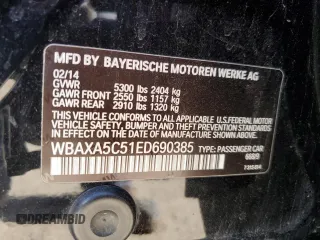 MFD BY BAYERISCHE MOTOREN WERKE AG
02/14
GVWR 5300 lbs 2404 kg
GAWR FRONT 2550 lbs 1157 kg
GAWR REAR 2910 lbs 1320 kg
THIS VEHICLE CONFORMS TO ALL APPLICABLE U.S.FEDERAL MOTOR
VEHICLE SAFETY, BUMPER, AND THEFT PREVENTION STANDARDS IN EFFECT
ON THE DATE OF MANUFACTURE SHOWN ABOVE.
WBAXA5C51ED690385 TYPE: PASSENGER CAR
DREAMBID